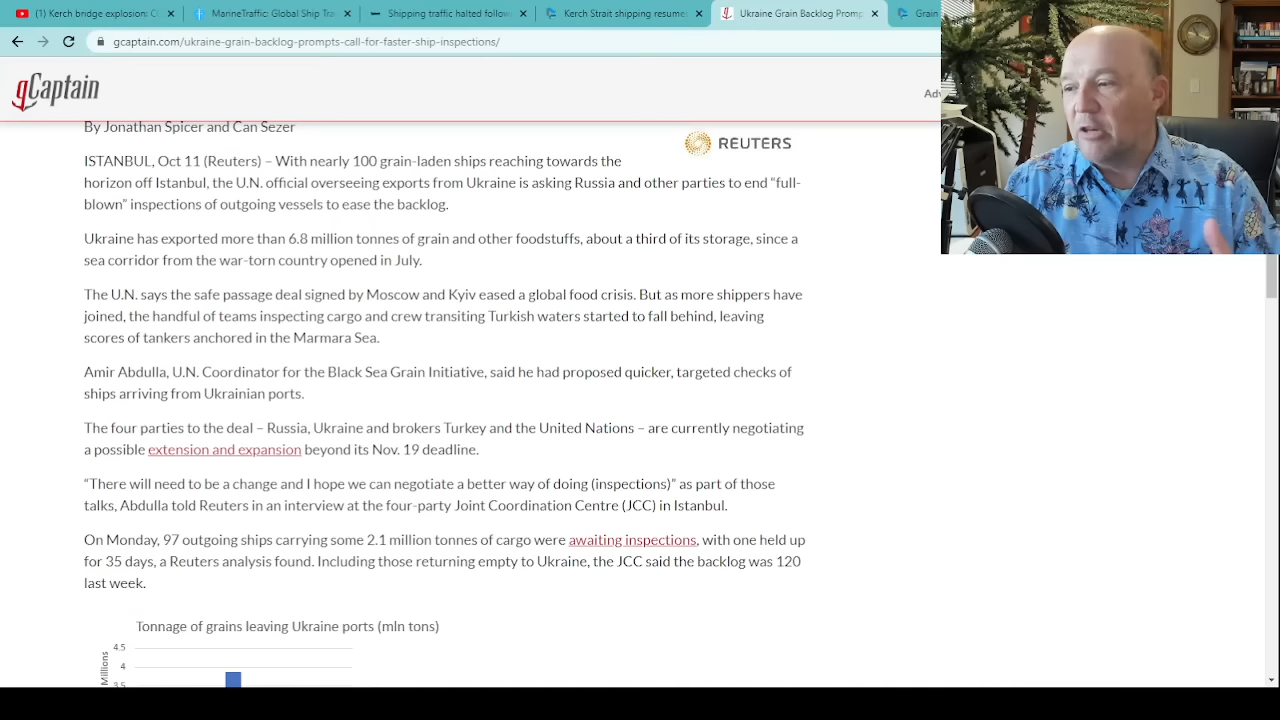 Kerch bridge explosion: Cl
MarineTraffic: Global Ship Tra
Shipping traffic halted follow
Kerch Strait shipping resumes
Ukraine Grain Backlog Promp
Grain
gcaptain.com/ukraine-grain-backlog-prompts-call-for-faster-ship-inspections/
gCaptain
By Jonathan Spicer and Can Sezer
REUTERS
ISTANBUL, Oct 11 (Reuters) – With nearly 100 grain-laden ships reaching towards the
horizon off Istanbul, the U.N. official overseeing exports from Ukraine is asking Russia and other parties to end “full-
blown” inspections of outgoing vessels to ease the backlog.
Ukraine has exported more than 6.8 million tonnes of grain and other foodstuffs, about a third of its storage, since a
sea corridor from the war-torn country opened in July.
The U.N. says the safe passage deal signed by Moscow and Kyiv eased a global food crisis. But as more shippers have
joined, the handful of teams inspecting cargo and crew transiting Turkish waters started to fall behind, leaving
scores of tankers anchored in the Marmara Sea.
Amir Abdulla, U.N. Coordinator for the Black Sea Grain Initiative, said he had proposed quicker, targeted checks of
ships arriving from Ukrainian ports.
The four parties to the deal – Russia, Ukraine and brokers Turkey and the United Nations – are currently negotiating
a possible extension and expansion beyond its Nov. 19 deadline.
“There will need to be a change and I hope we can negotiate a better way of doing (inspections)” as part of those
talks, Abdulla told Reuters in an interview at the four-party Joint Coordination Centre (JCC) in Istanbul.
On Monday, 97 outgoing ships carrying some 2.1 million tonnes of cargo were awaiting inspections, with one held up
for 35 days, a Reuters analysis found. Including those returning empty to Ukraine, the JCC said the backlog was 120
last week.
Tonnage of grains leaving Ukraine ports (mln tons)
4.5
4
3.5
Millions